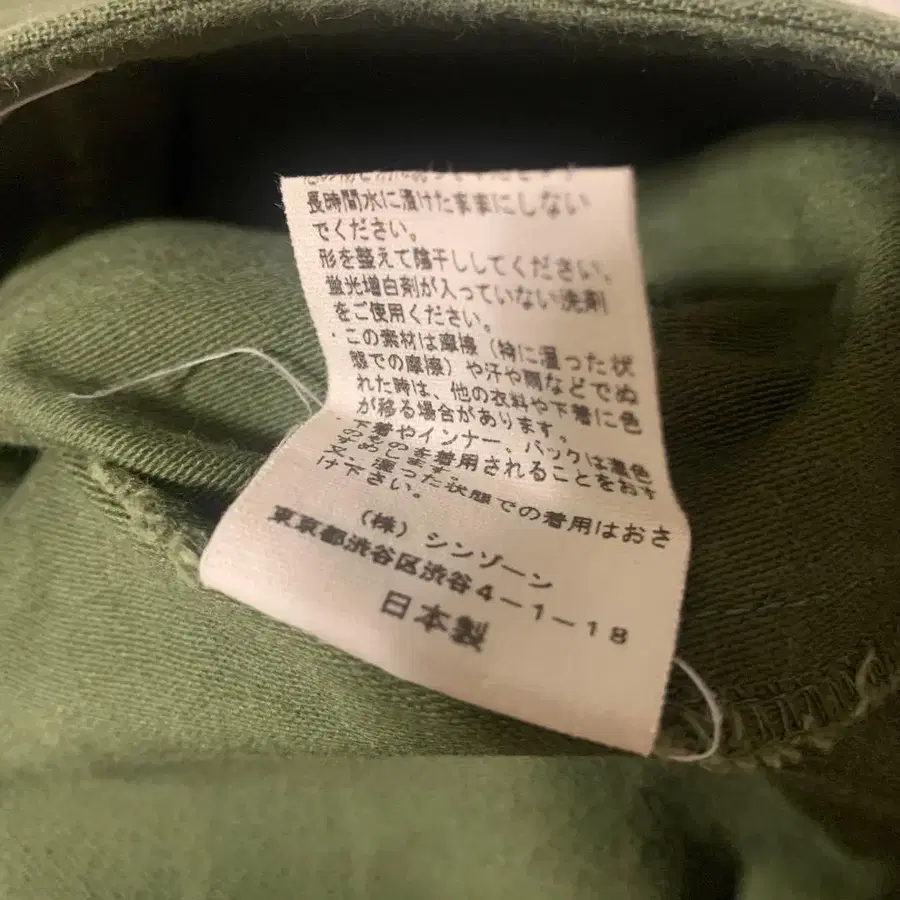 長時間水に漬けたままにしない
でください。
形を整えて陰干ししてください。
蛍光増白剤が入っていない洗剤
をご使用ください。
・この素材は摩擦（特に湿った状
態での摩擦）や汗や雨などでぬ
れた時は、他の衣料や下着に色
が移る場合があります。
・下着やインナー、バックは濃色
のものを着用されることをおす
すめします。
又、湿った状態での着用はおさ
け下さい。
（株）シンゾーン
東京都渋谷区渋谷4－1－18
日本製